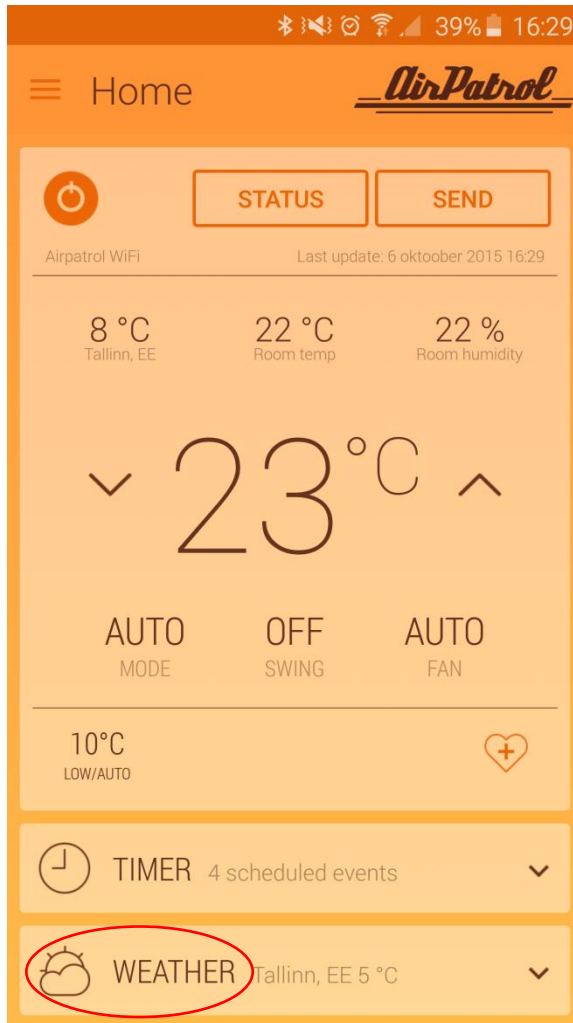 39% 16:29
Home AirPatrol
STATUS SEND
Airpatrol WiFi Last update: 6 oktoober 2015 16:29
8 °C 22 °C 22 %
Tallinn, EE Room temp Room humidity
23°C
AUTO OFF AUTO
MODE SWING FAN
10°C
LOW/AUTO
TIMER 4 scheduled events
WEATHER Tallinn, EE 5 °C